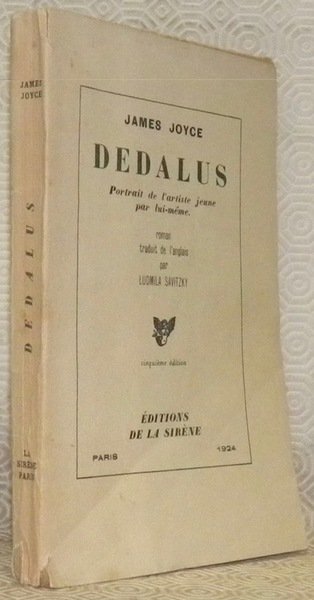 JAMES
JOYCE
DEDALUS
LA
SIRÈNE
PARIS
JAMES JOYCE
DEDALUS
Portrait de l'artiste jeune
par lui-même.
roman
traduit de l'anglais
par
LUDMILA SAVITZKY
cinquième édition
ÉDITIONS
DE LA SIRÈNE
PARIS 1924